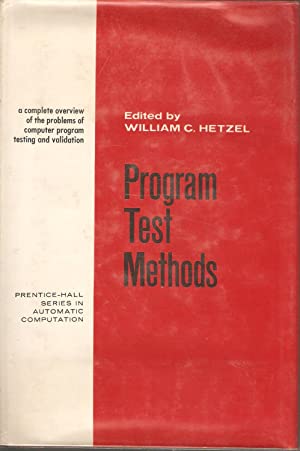 a complete overview
of the problems of
computer program
testing and validation
Edited by
WILLIAM C. HETZEL
Program
Test
Methods
PRENTICE-HALL
SERIES IN
AUTOMATIC
COMPUTATION